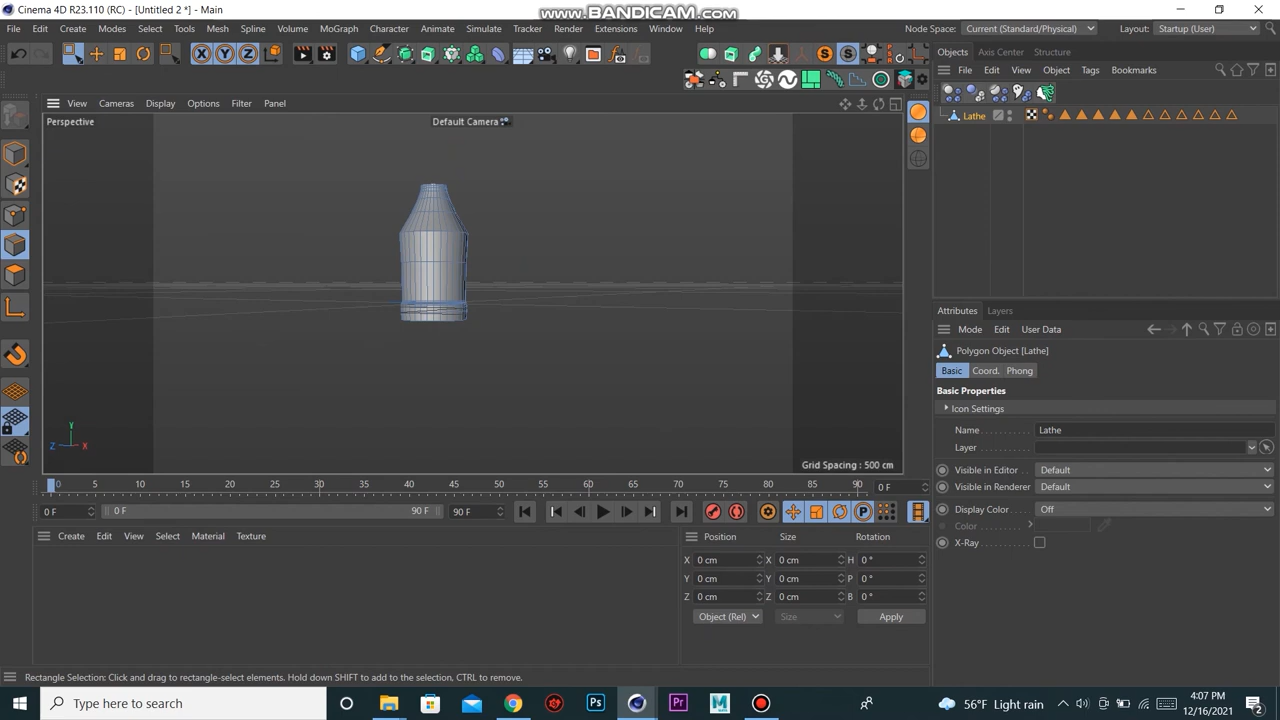 Cinema 4D R23.110 (RC) - [Untitled 2 *] - Main
www.BANDICAM.com
File Edit Create Modes Select Tools Mesh Spline Volume MoGraph Character Animate Simulate Tracker Render Extensions Window Help
Node Space: Current (Standard/Physical) Layout: Startup (User)
Objects Axis Center Structure
File Edit View Object Tags Bookmarks
View Cameras Display Options Filter Panel
Perspective
Default Camera
Lathe
Grid Spacing : 500 cm
Y
Z X
Attributes Layers
Mode Edit User Data
Polygon Object [Lathe]
Basic Coord. Phong
Basic Properties
Icon Settings
Name Lathe
Layer
Visible in Editor Default
Visible in Renderer Default
Display Color Off
Color
X-Ray
0 5 10 15 20 25 30 35 40 45 50 55 60 65 70 75 80 85 90 0 F
0 F 0 F 90 F 90 F
Create Edit View Select Material Texture
Position Size Rotation
X 0 cm X 0 cm H 0 °
Y 0 cm Y 0 cm P 0 °
Z 0 cm Z 0 cm B 0 °
Object (Rel) Size Apply
Rectangle Selection: Click and drag to rectangle-select elements. Hold down SHIFT to add to selection, CTRL to remove.
Type here to search
Ps
Pr
M
56°F Light rain
4:07 PM
12/16/2021
2